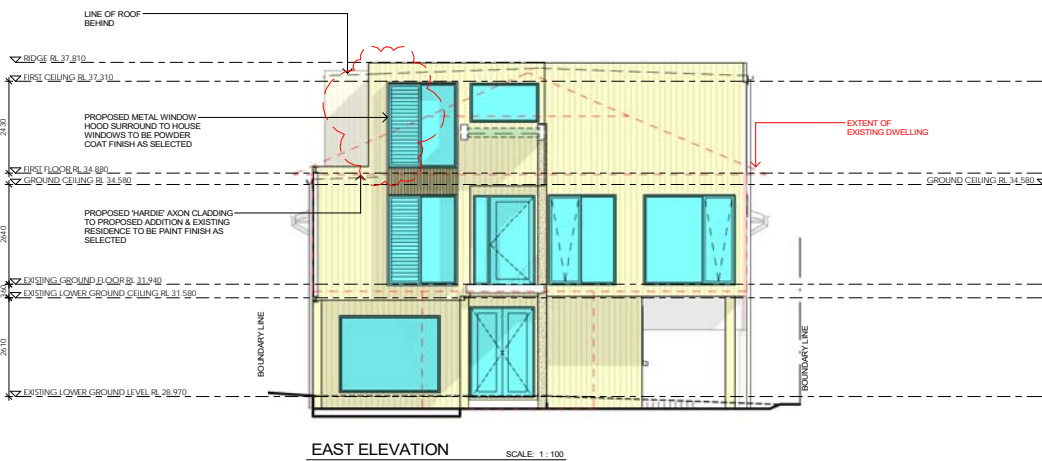 LINE OF ROOF
BEHIND
RIDGE RL 37.810
FIRST CEILING RL 37.310
2430
PROPOSED METAL WINDOW
HOOD SURROUND TO HOUSE
WINDOWS TO BE POWDER
COAT FINISH AS SELECTED
EXTENT OF
EXISTING DWELLING
FIRST FLOOR RL 34.880
GROUND CEILING RL 34.580
GROUND CEILING RL 34.580
PROPOSED 'HARDIE' AXON CLADDING
TO PROPOSED ADDITION & EXISTING
RESIDENCE TO BE PAINT FINISH AS
SELECTED
2640
EXISTING GROUND FLOOR RL 31.940
360
EXISTING LOWER GROUND CEILING RL 31.580
2610
BOUNDARY LINE
BOUNDARY LINE
EXISTING LOWER GROUND LEVEL RL 28.970
EAST ELEVATION
SCALE: 1 : 100